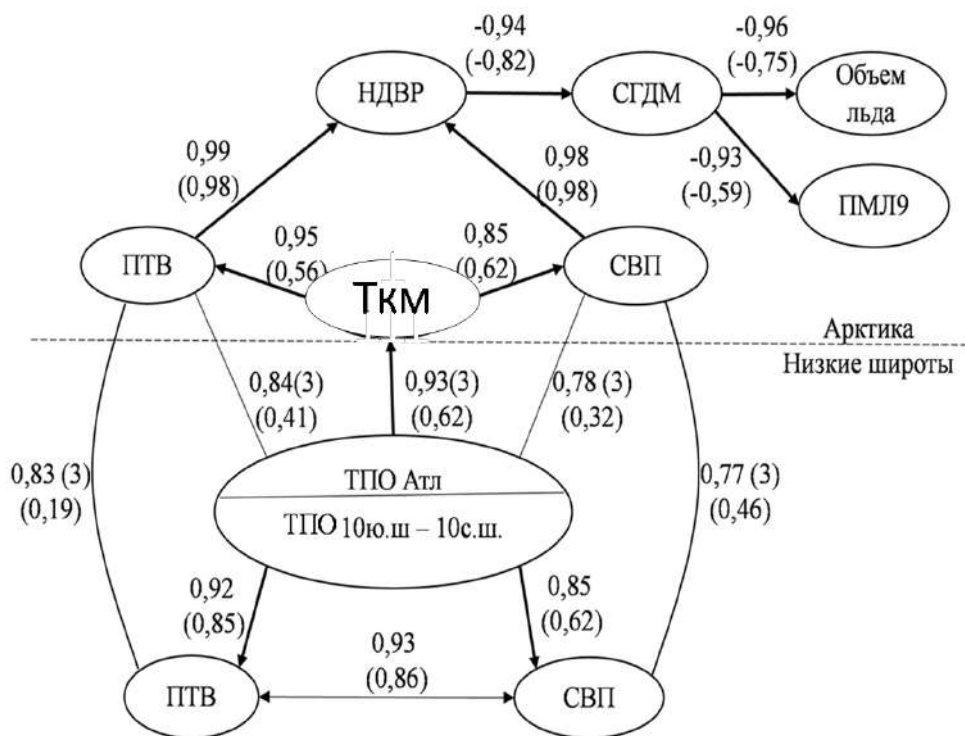 -0,94
(-0,82)
-0,96
(-0,75)
НДВР
СГДМ
Объем
льда
0,99
(0,98)
0,98
(0,98)
-0,93
(-0,59)
ПМЛ9
ПТВ
0,95
(0,56)
Ткм
0,85
(0,62)
СВП
Арктика
Низкие широты
0,84(3)
(0,41)
0,93(3)
(0,62)
0,78 (3)
(0,32)
0,83 (3)
(0,19)
ТПО Атл
ТПО 10ю.ш – 10с.ш.
0,77 (3)
(0,46)
0,92
(0,85)
0,85
(0,62)
0,93
(0,86)
ПТВ
СВП